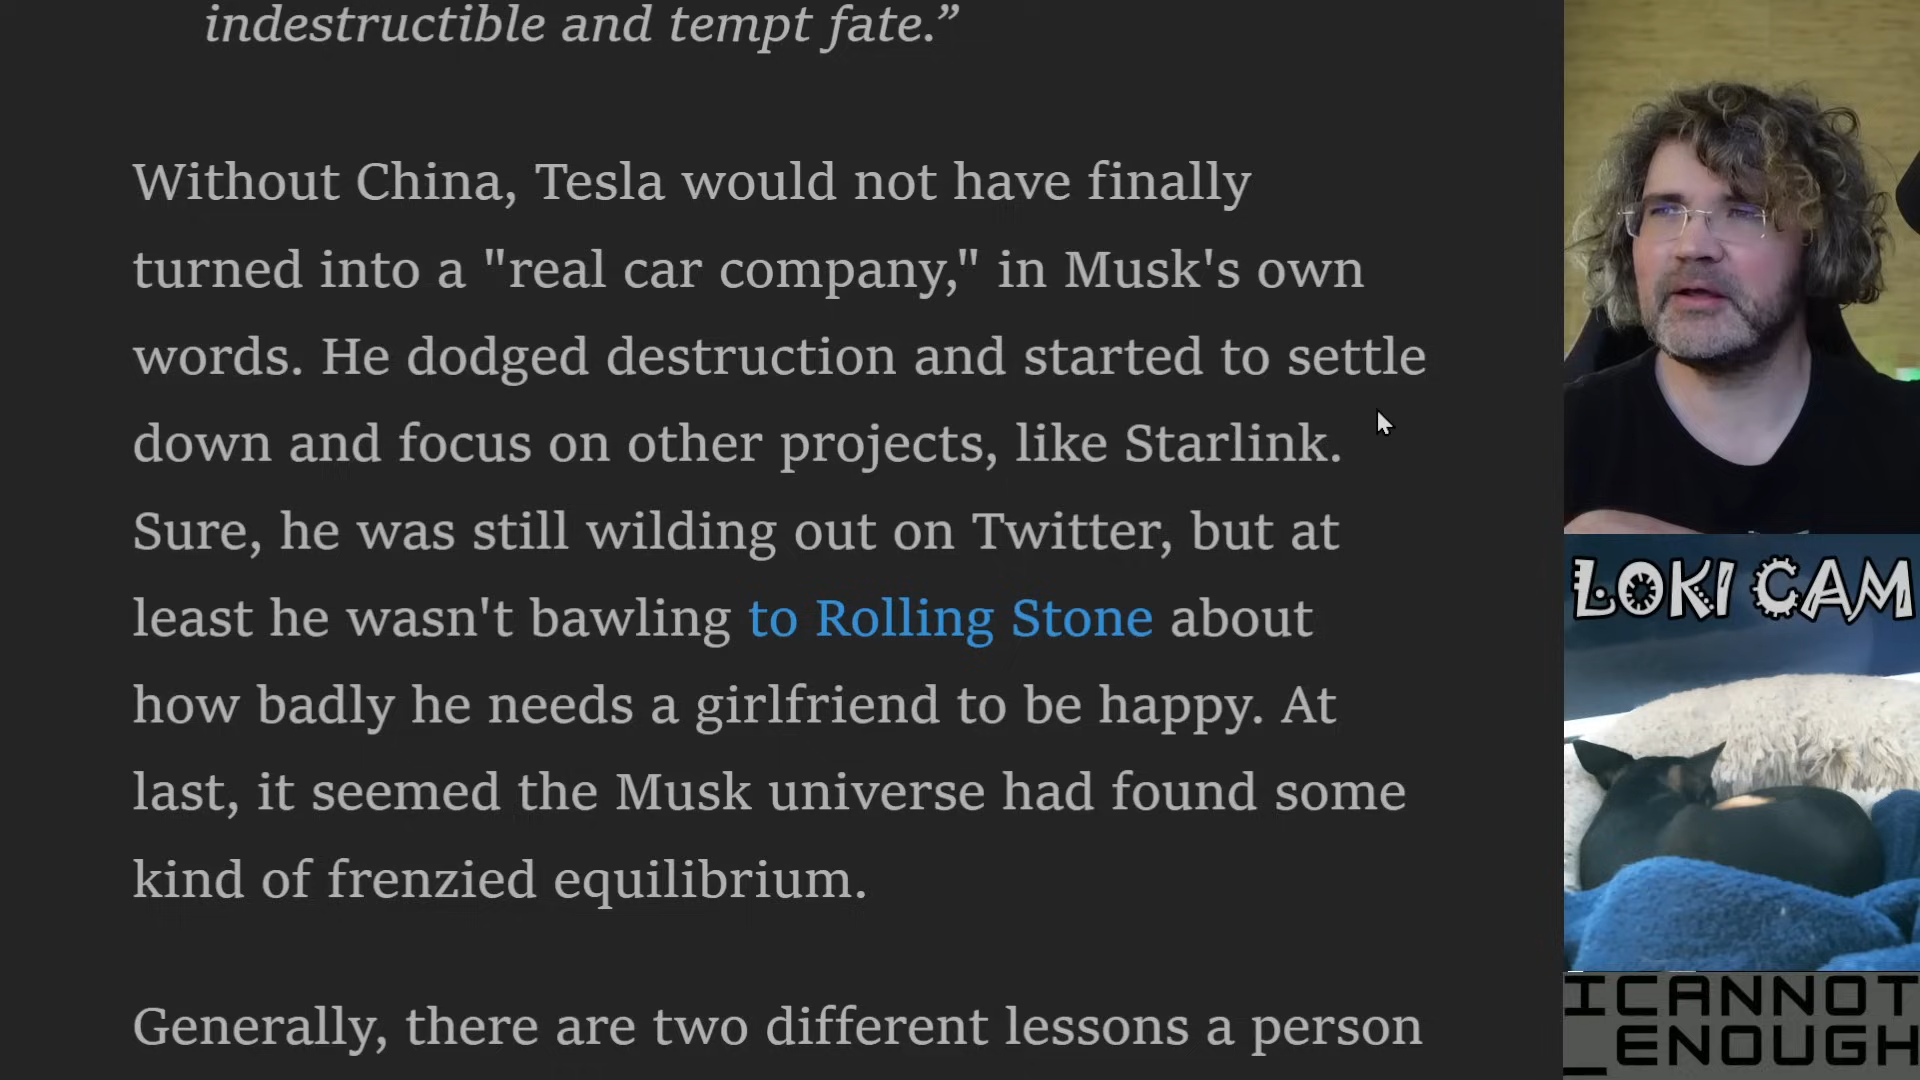 indestructible and tempt fate.”
Without China, Tesla would not have finally
turned into a "real car company," in Musk's own
words. He dodged destruction and started to settle
down and focus on other projects, like Starlink.
Sure, he was still wilding out on Twitter, but at
least he wasn't bawling to Rolling Stone about
how badly he needs a girlfriend to be happy. At
last, it seemed the Musk universe had found some
kind of frenzied equilibrium.
Generally, there are two different lessons a person
LOKI CAM
ICANNOT
_ENOUGH